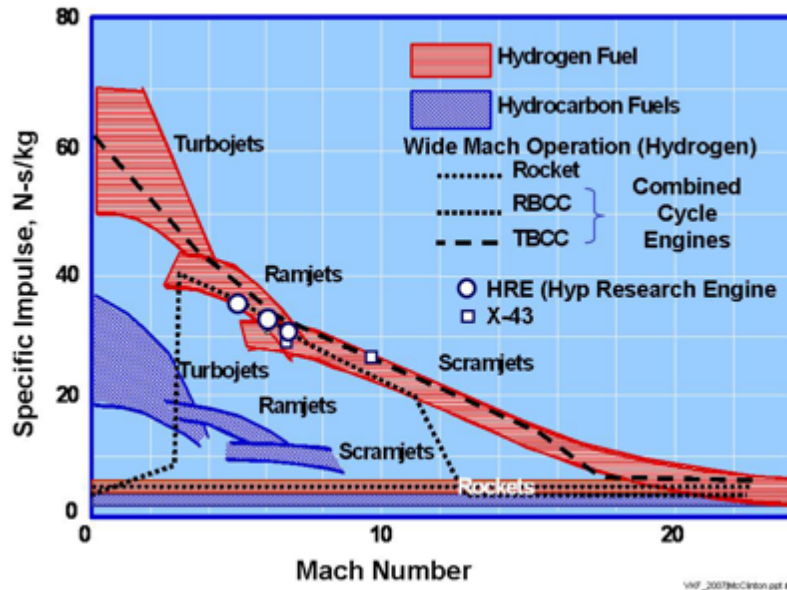 80
60
40
20
0
Specific Impulse, N-s/kg
Hydrogen Fuel
Hydrocarbon Fuels
Wide Mach Operation (Hydrogen)
Rocket
RBCC
TBCC
Combined
Cycle
Engines
HRE (Hyp Research Engine
X-43
Turbojets
Ramjets
Scramjets
Turbojets
Ramjets
Scramjets
Rockets
0
10
20
Mach Number